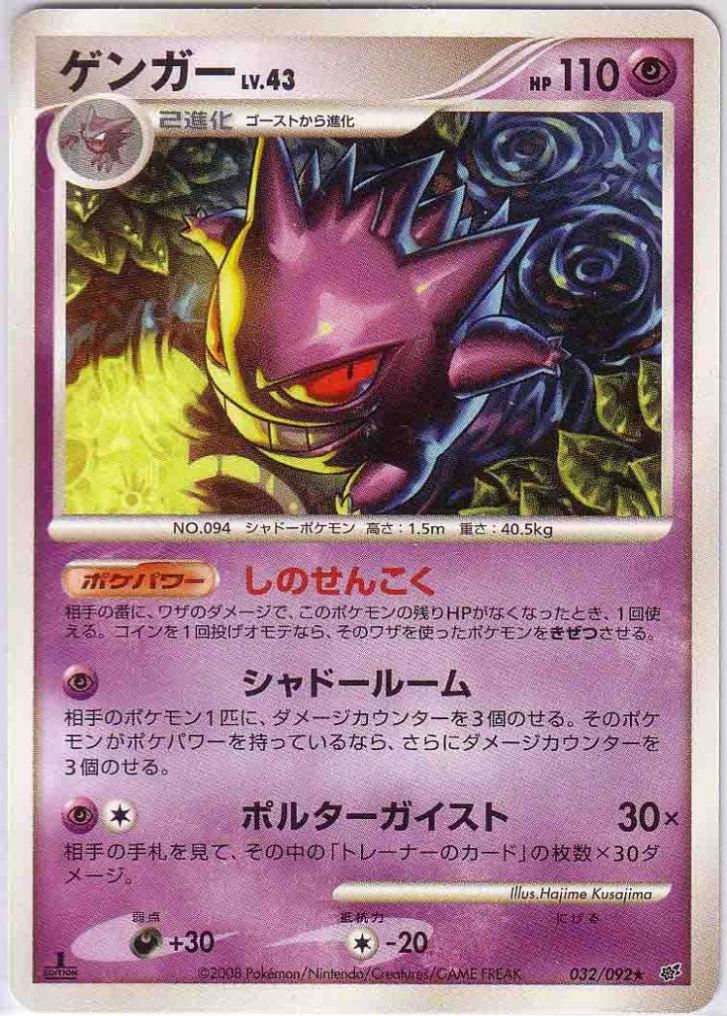 ゲンガー LV.43 HP 110
2進化 ゴーストから進化
NO.094 シャドーポケモン 高さ：1.5m 重さ：40.5kg
ポケパワー しのせんこく
相手の番に、ワザのダメージで、このポケモンの残りHPがなくなったとき、1回使
える。コインを1回投げオモテなら、そのワザを使ったポケモンをきぜつさせる。
シャドールーム
相手のポケモン1匹に、ダメージカウンターを3個のせる。そのポケ
モンがポケパワーを持っているなら、さらにダメージカウンターを
3個のせる。
ポルターガイスト 30×
相手の手札を見て、その中の「トレーナーのカード」の枚数×30ダ
メージ。
Illus.Hajime Kusajima
弱点 抵抗力 にげる
+30 -20
1 EDITION ©2008 Pokémon/Nintendo/Creatures/GAME FREAK 032/092★